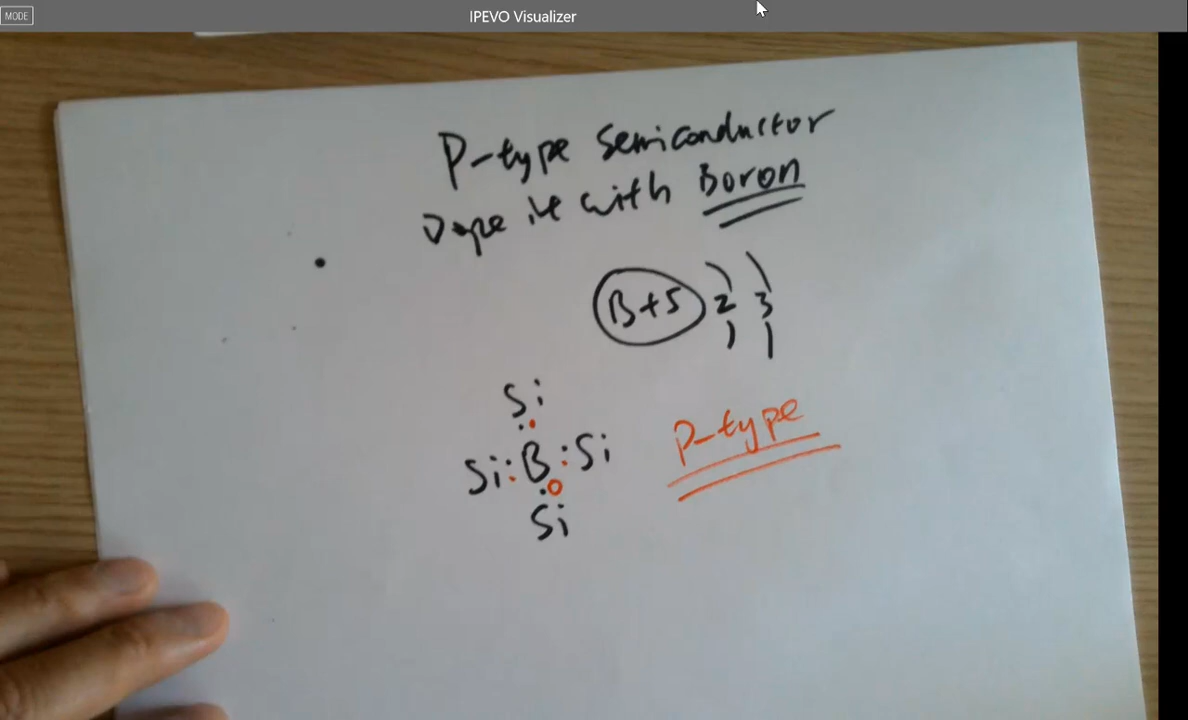 MODE
IPEVO Visualizer
P-type Semiconductor
Dope it with Boron
B+5 2 3
Si
Si : B : Si
Si
P-type